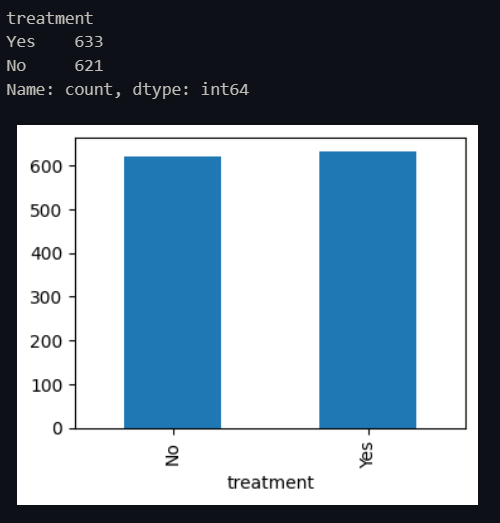 treatment
Yes    633
No     621
Name: count, dtype: int64
600
500
400
300
200
100
0
No
Yes
treatment